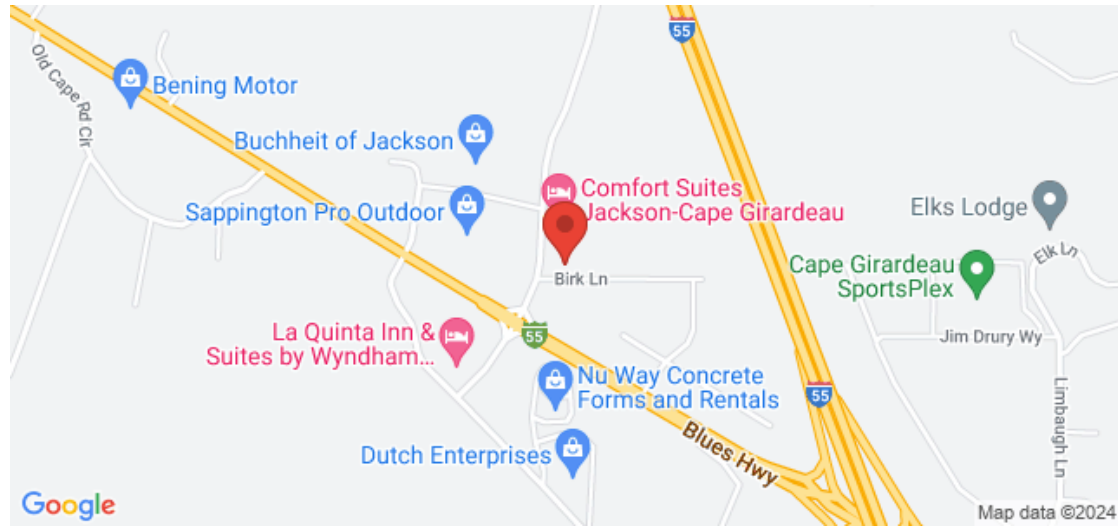 55
Old Cape Rd Cir
Bening Motor
Buchheit of Jackson
Comfort Suites
Jackson-Cape Girardeau
Sappington Pro Outdoor
Elks Lodge
Elk Ln
Cape Girardeau
SportsPlex
Birk Ln
La Quinta Inn &
Suites by Wyndham...
55
Jim Drury Wy
Nu Way Concrete
Forms and Rentals
55
Limbaugh Ln
Blues Hwy
Dutch Enterprises
Google
Map data ©2024